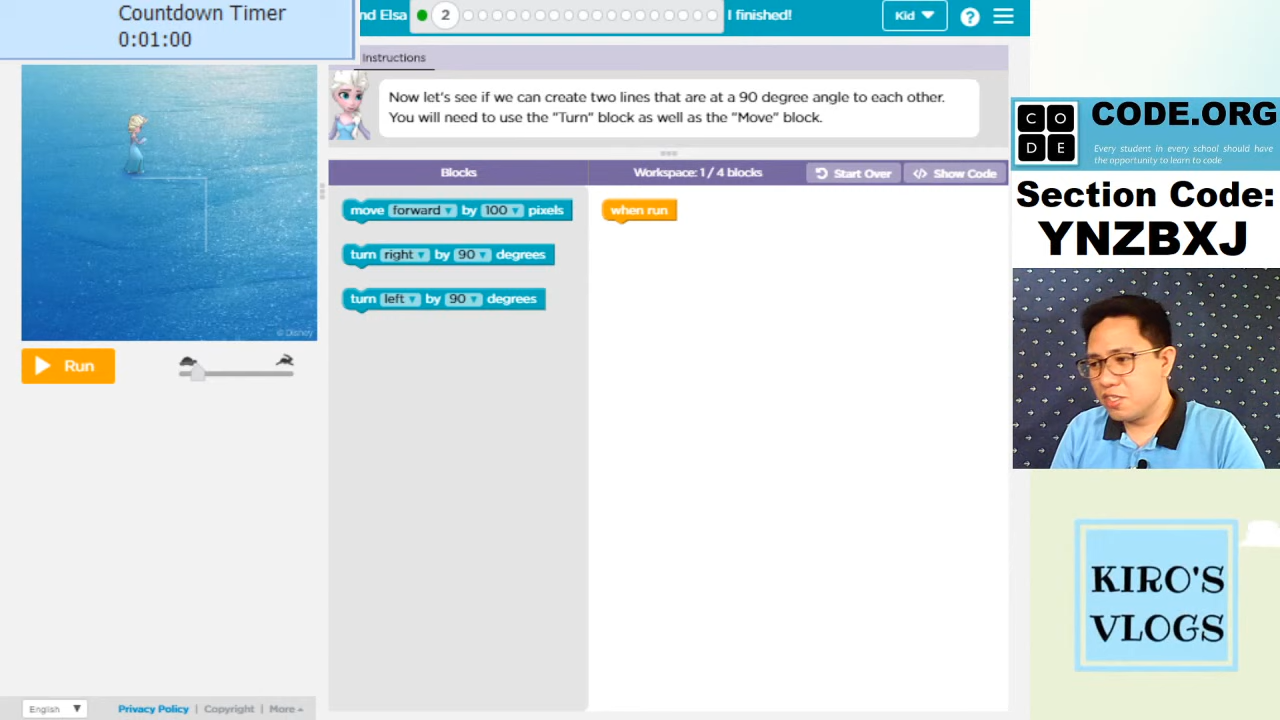 Countdown Timer
0:01:00
nd Elsa
2
I finished!
Kid
?
Instructions
Now let's see if we can create two lines that are at a 90 degree angle to each other.
You will need to use the "Turn" block as well as the "Move" block.
Blocks
Workspace: 1 / 4 blocks
Start Over
</> Show Code
move forward by 100 pixels
turn right by 90 degrees
turn left by 90 degrees
when run
© Disney
Run
English
Privacy Policy | Copyright | More
C O
D E
CODE.ORG
Every student in every school should have
the opportunity to learn to code
Section Code:
YNZBXJ
KIRO'S
VLOGS